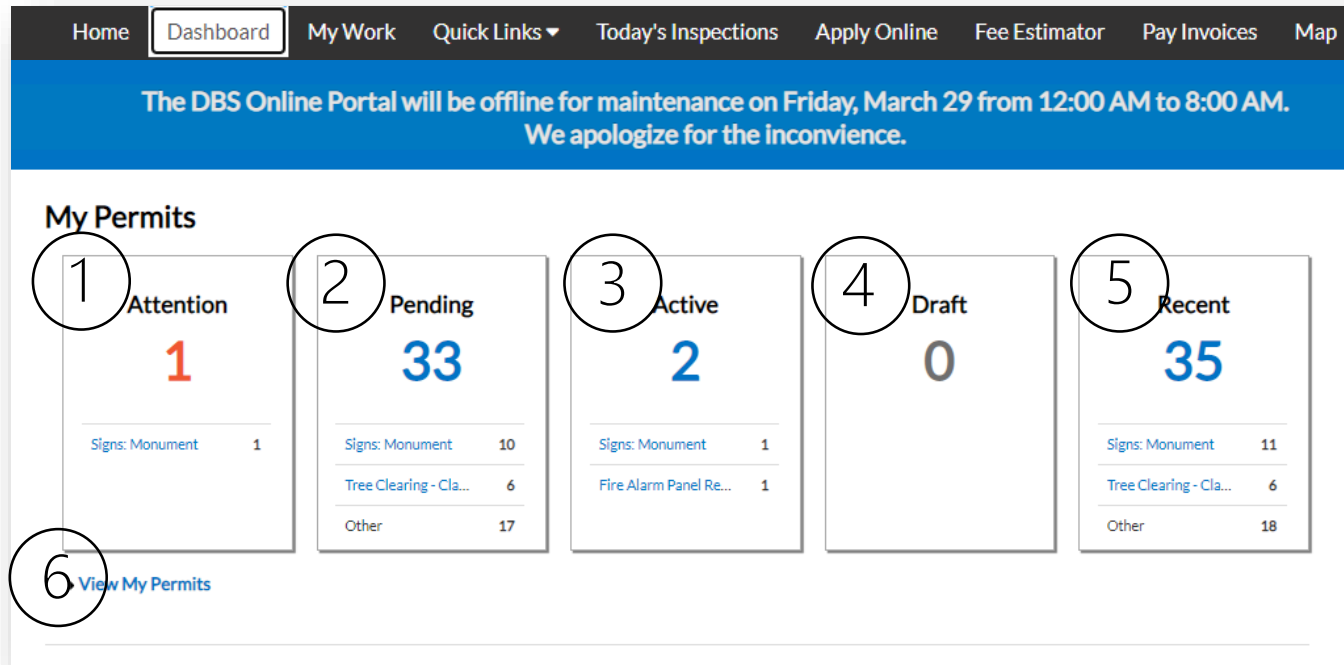 Home Dashboard My Work Quick Links Today's Inspections Apply Online Fee Estimator Pay Invoices Map
The DBS Online Portal will be offline for maintenance on Friday, March 29 from 12:00 AM to 8:00 AM.
We apologize for the inconvience.
My Permits
1 2 3 4 5
Attention Pending Active Draft Recent
1 33 2 0 35
Signs: Monument 1 Signs: Monument 10 Signs: Monument 1 Signs: Monument 11
Tree Clearing - Cla... 6 Fire Alarm Panel Re... 1 Tree Clearing - Cla... 6
Other 17 Other 18
6 View My Permits